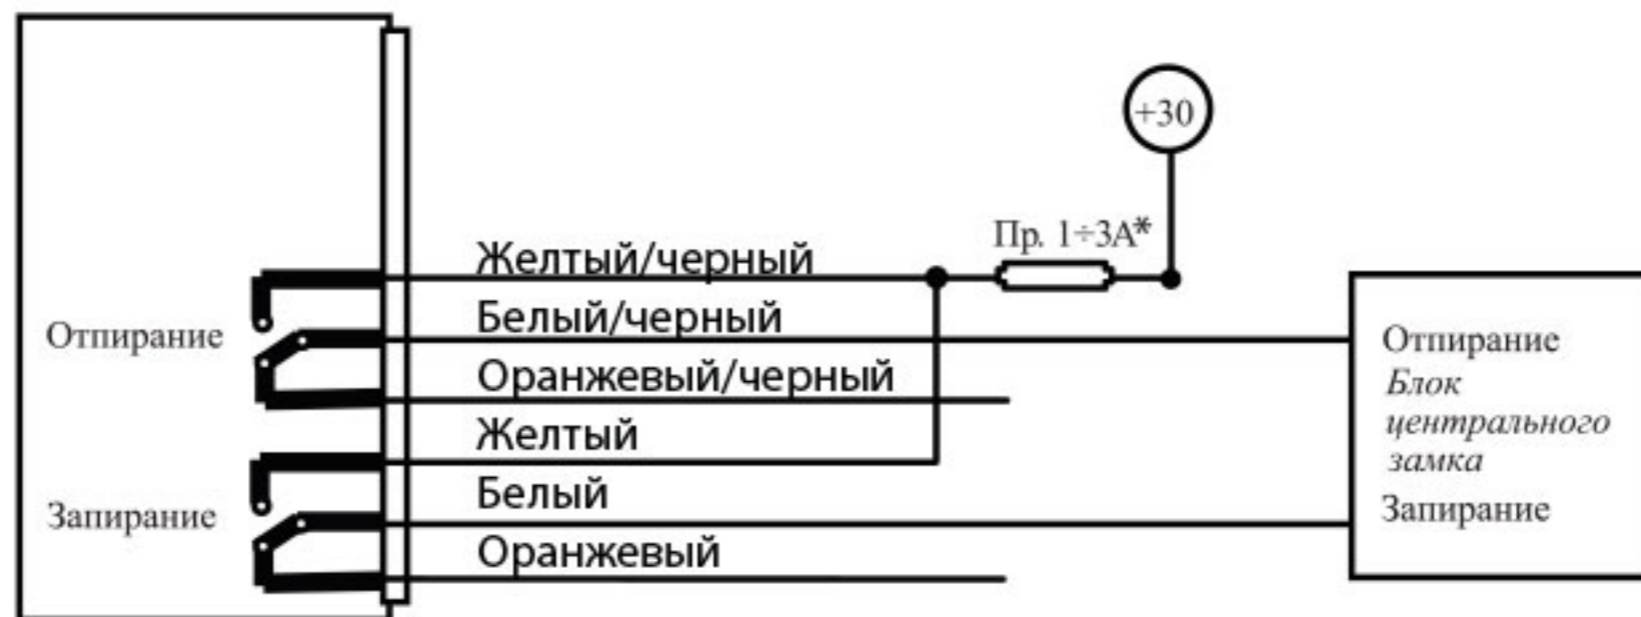 +30
Пр. 1÷3А*
Желтый/черный
Белый/черный
Отпирание
Оранжевый/черный
Желтый
Белый
Запирание
Оранжевый
Отпирание
Блок
центрального
замка
Запирание